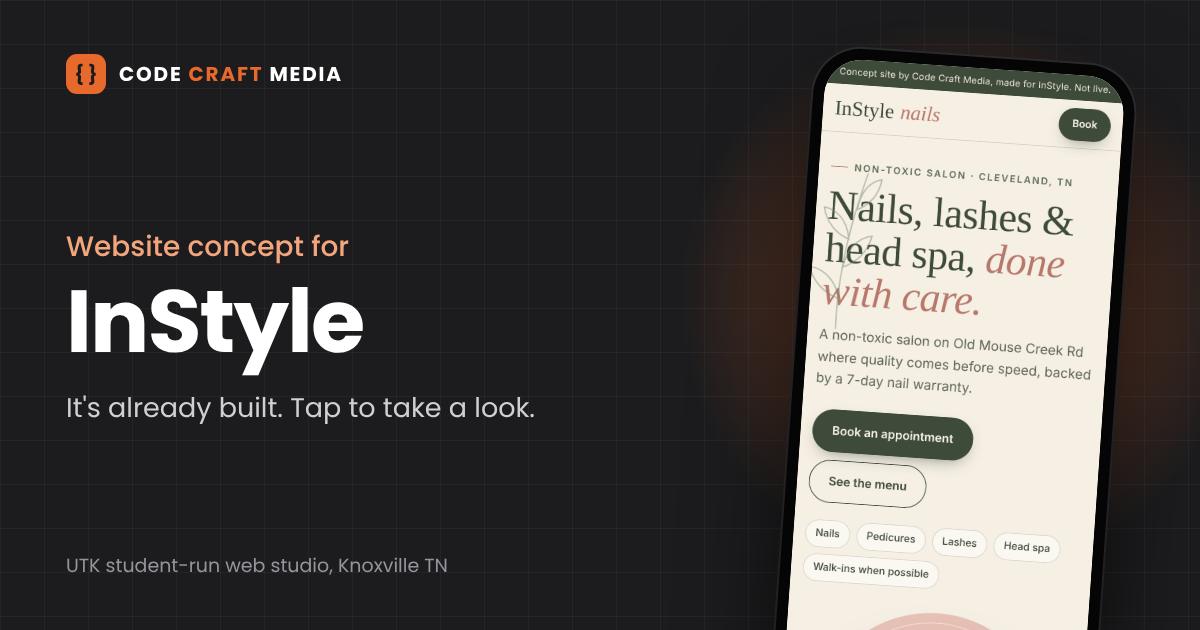 {} CODE CRAFT MEDIA
Website concept for
InStyle
It's already built. Tap to take a look.
UTK student-run web studio, Knoxville TN
Concept site by Code Craft Media, made for InStyle. Not live.
InStyle nails
Book
NON-TOXIC SALON · CLEVELAND, TN
Nails, lashes &
head spa, done
with care.
A non-toxic salon on Old Mouse Creek Rd
where quality comes before speed, backed
by a 7-day nail warranty.
Book an appointment
See the menu
Nails
Pedicures
Lashes
Head spa
Walk-ins when possible